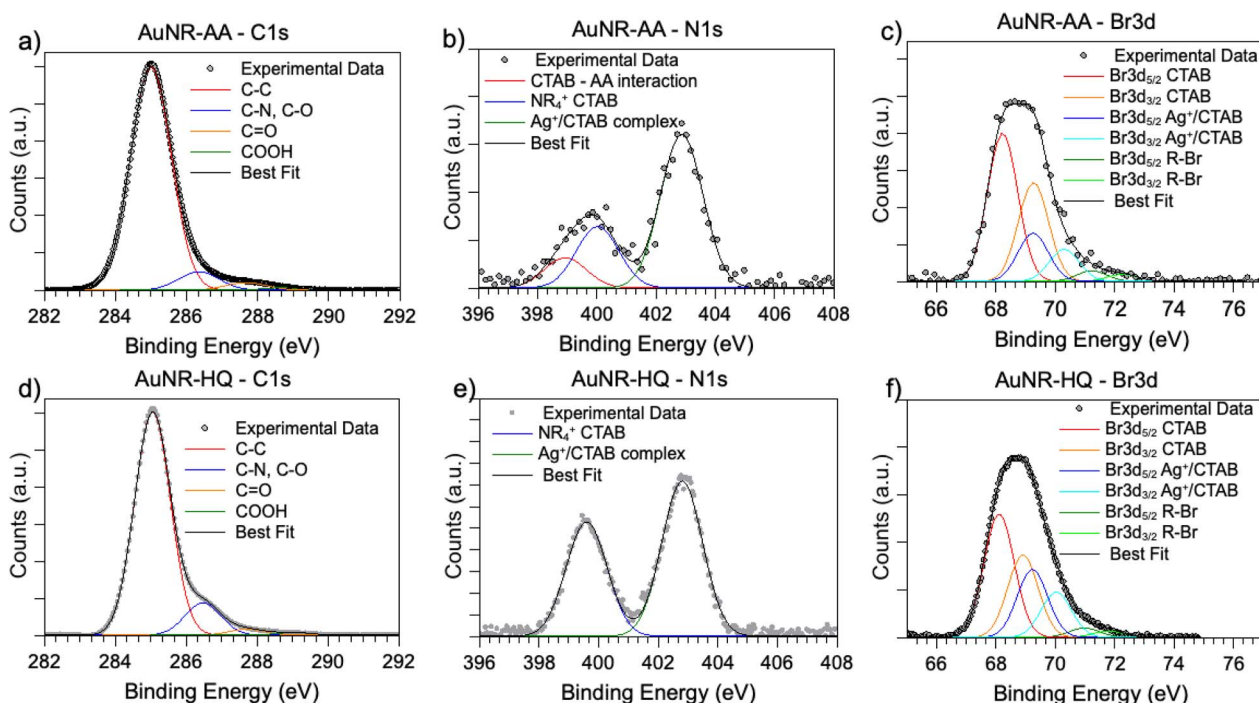 a)
AuNR-AA - C1s
Experimental Data
C-C
C-N, C-O
C=O
COOH
Best Fit
Counts (a.u.)
282 284 286 288 290 292
Binding Energy (eV)
b)
AuNR-AA - N1s
Experimental Data
CTAB - AA interaction
NR₄⁺ CTAB
Ag⁺/CTAB complex
Best Fit
Counts (a.u.)
396 398 400 402 404 406 408
Binding Energy (eV)
c)
AuNR-AA - Br3d
Experimental Data
Br3d₅/₂ CTAB
Br3d₃/₂ CTAB
Br3d₅/₂ Ag⁺/CTAB
Br3d₃/₂ Ag⁺/CTAB
Br3d₅/₂ R-Br
Br3d₃/₂ R-Br
Best Fit
Counts (a.u.)
66 68 70 72 74 76
Binding Energy (eV)
d)
AuNR-HQ - C1s
Experimental Data
C-C
C-N, C-O
C=O
COOH
Best Fit
Counts (a.u.)
282 284 286 288 290 292
Binding Energy (eV)
e)
AuNR-HQ - N1s
Experimental Data
NR₄⁺ CTAB
Ag⁺/CTAB complex
Best Fit
Counts (a.u.)
396 398 400 402 404 406 408
Binding Energy (eV)
f)
AuNR-HQ - Br3d
Experimental Data
Br3d₅/₂ CTAB
Br3d₃/₂ CTAB
Br3d₅/₂ Ag⁺/CTAB
Br3d₃/₂ Ag⁺/CTAB
Br3d₅/₂ R-Br
Br3d₃/₂ R-Br
Best Fit
Counts (a.u.)
66 68 70 72 74 76
Binding Energy (eV)